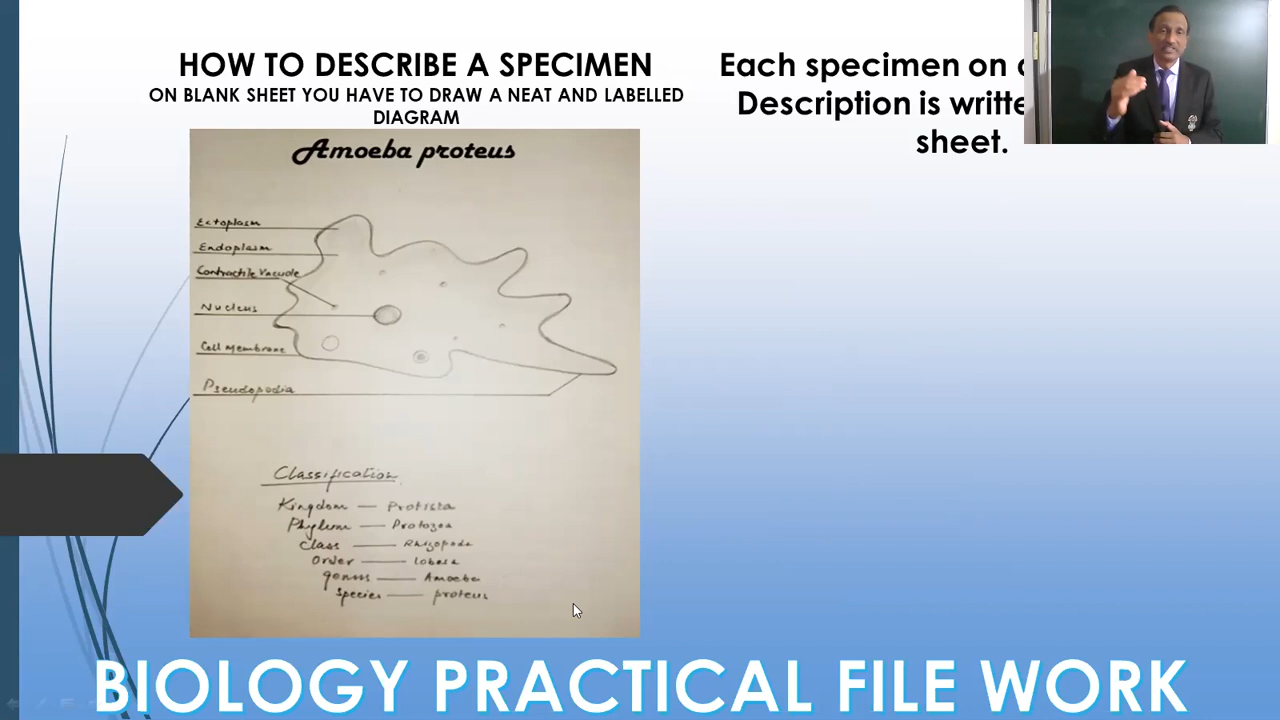 HOW TO DESCRIBE A SPECIMEN
ON BLANK SHEET YOU HAVE TO DRAW A NEAT AND LABELLED
DIAGRAM
Each specimen on
Description is
sheet.
Amoeba proteus
Ectoplasm
Endoplasm
Contractile Vacuole
Nucleus
Cell Membrane
Pseudopodia
Classification
Kingdom — Protista
Phylum — Protozoa
Class — Rhizopoda
Order — lobosa
genus — Amoeba
Species — proteus
BIOLOGY PRACTICAL FILE WORK